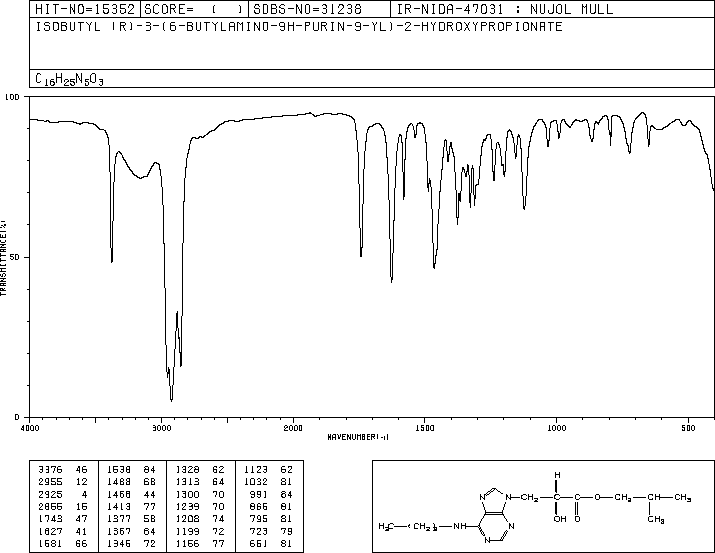 HIT-NO=15352 SCORE= ( ) SDBS-NO=31238 IR-NIDA-47031 : NUJOL MULL
ISOBUTYL (R)-3-(6-BUTYLAMINO-9H-PURIN-9-YL)-2-HYDROXYPROPIONATE
C16H25N5O3
100
50
0
TRANSMITTANCE(%)
4000 3000 2000 1500 1000 500
WAVENUMBER(-1)
3376 46 1538 84 1328 62 1123 62
2955 12 1488 68 1313 64 1032 81
2925 4 1466 44 1300 70 991 84
2855 15 1413 77 1239 70 866 81
1743 47 1377 58 1208 74 795 81
1627 41 1367 64 1199 72 723 79
1581 66 1346 72 1156 77 651 81
H
N N CH2 C C O CH2 CH CH3
OH O CH3
H3C (CH2)3 NH N N